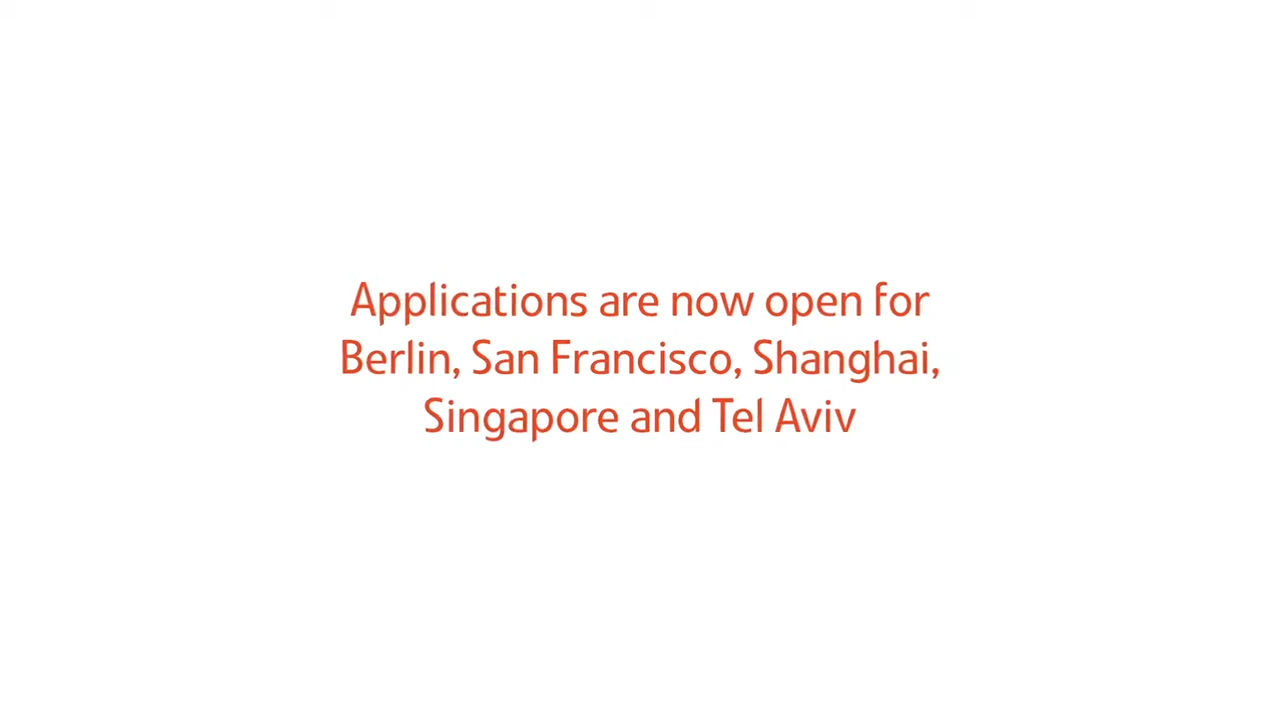 Applications are now open for
Berlin, San Francisco, Shanghai,
Singapore and Tel Aviv